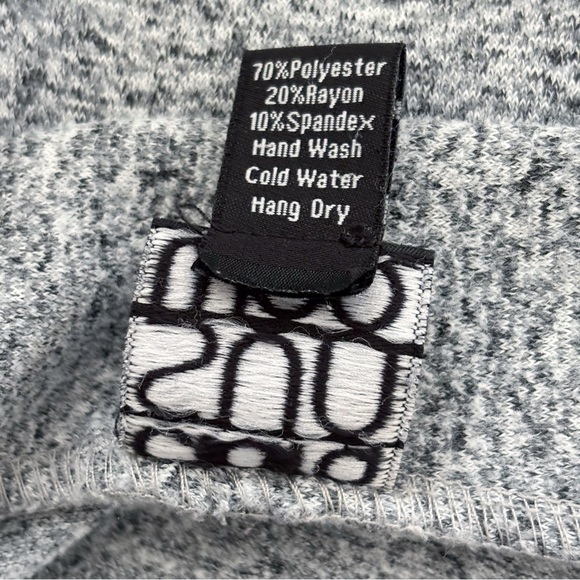 70%Polyester
20%Rayon
10%Spandex
Hand Wash
Cold Water
Hang Dry